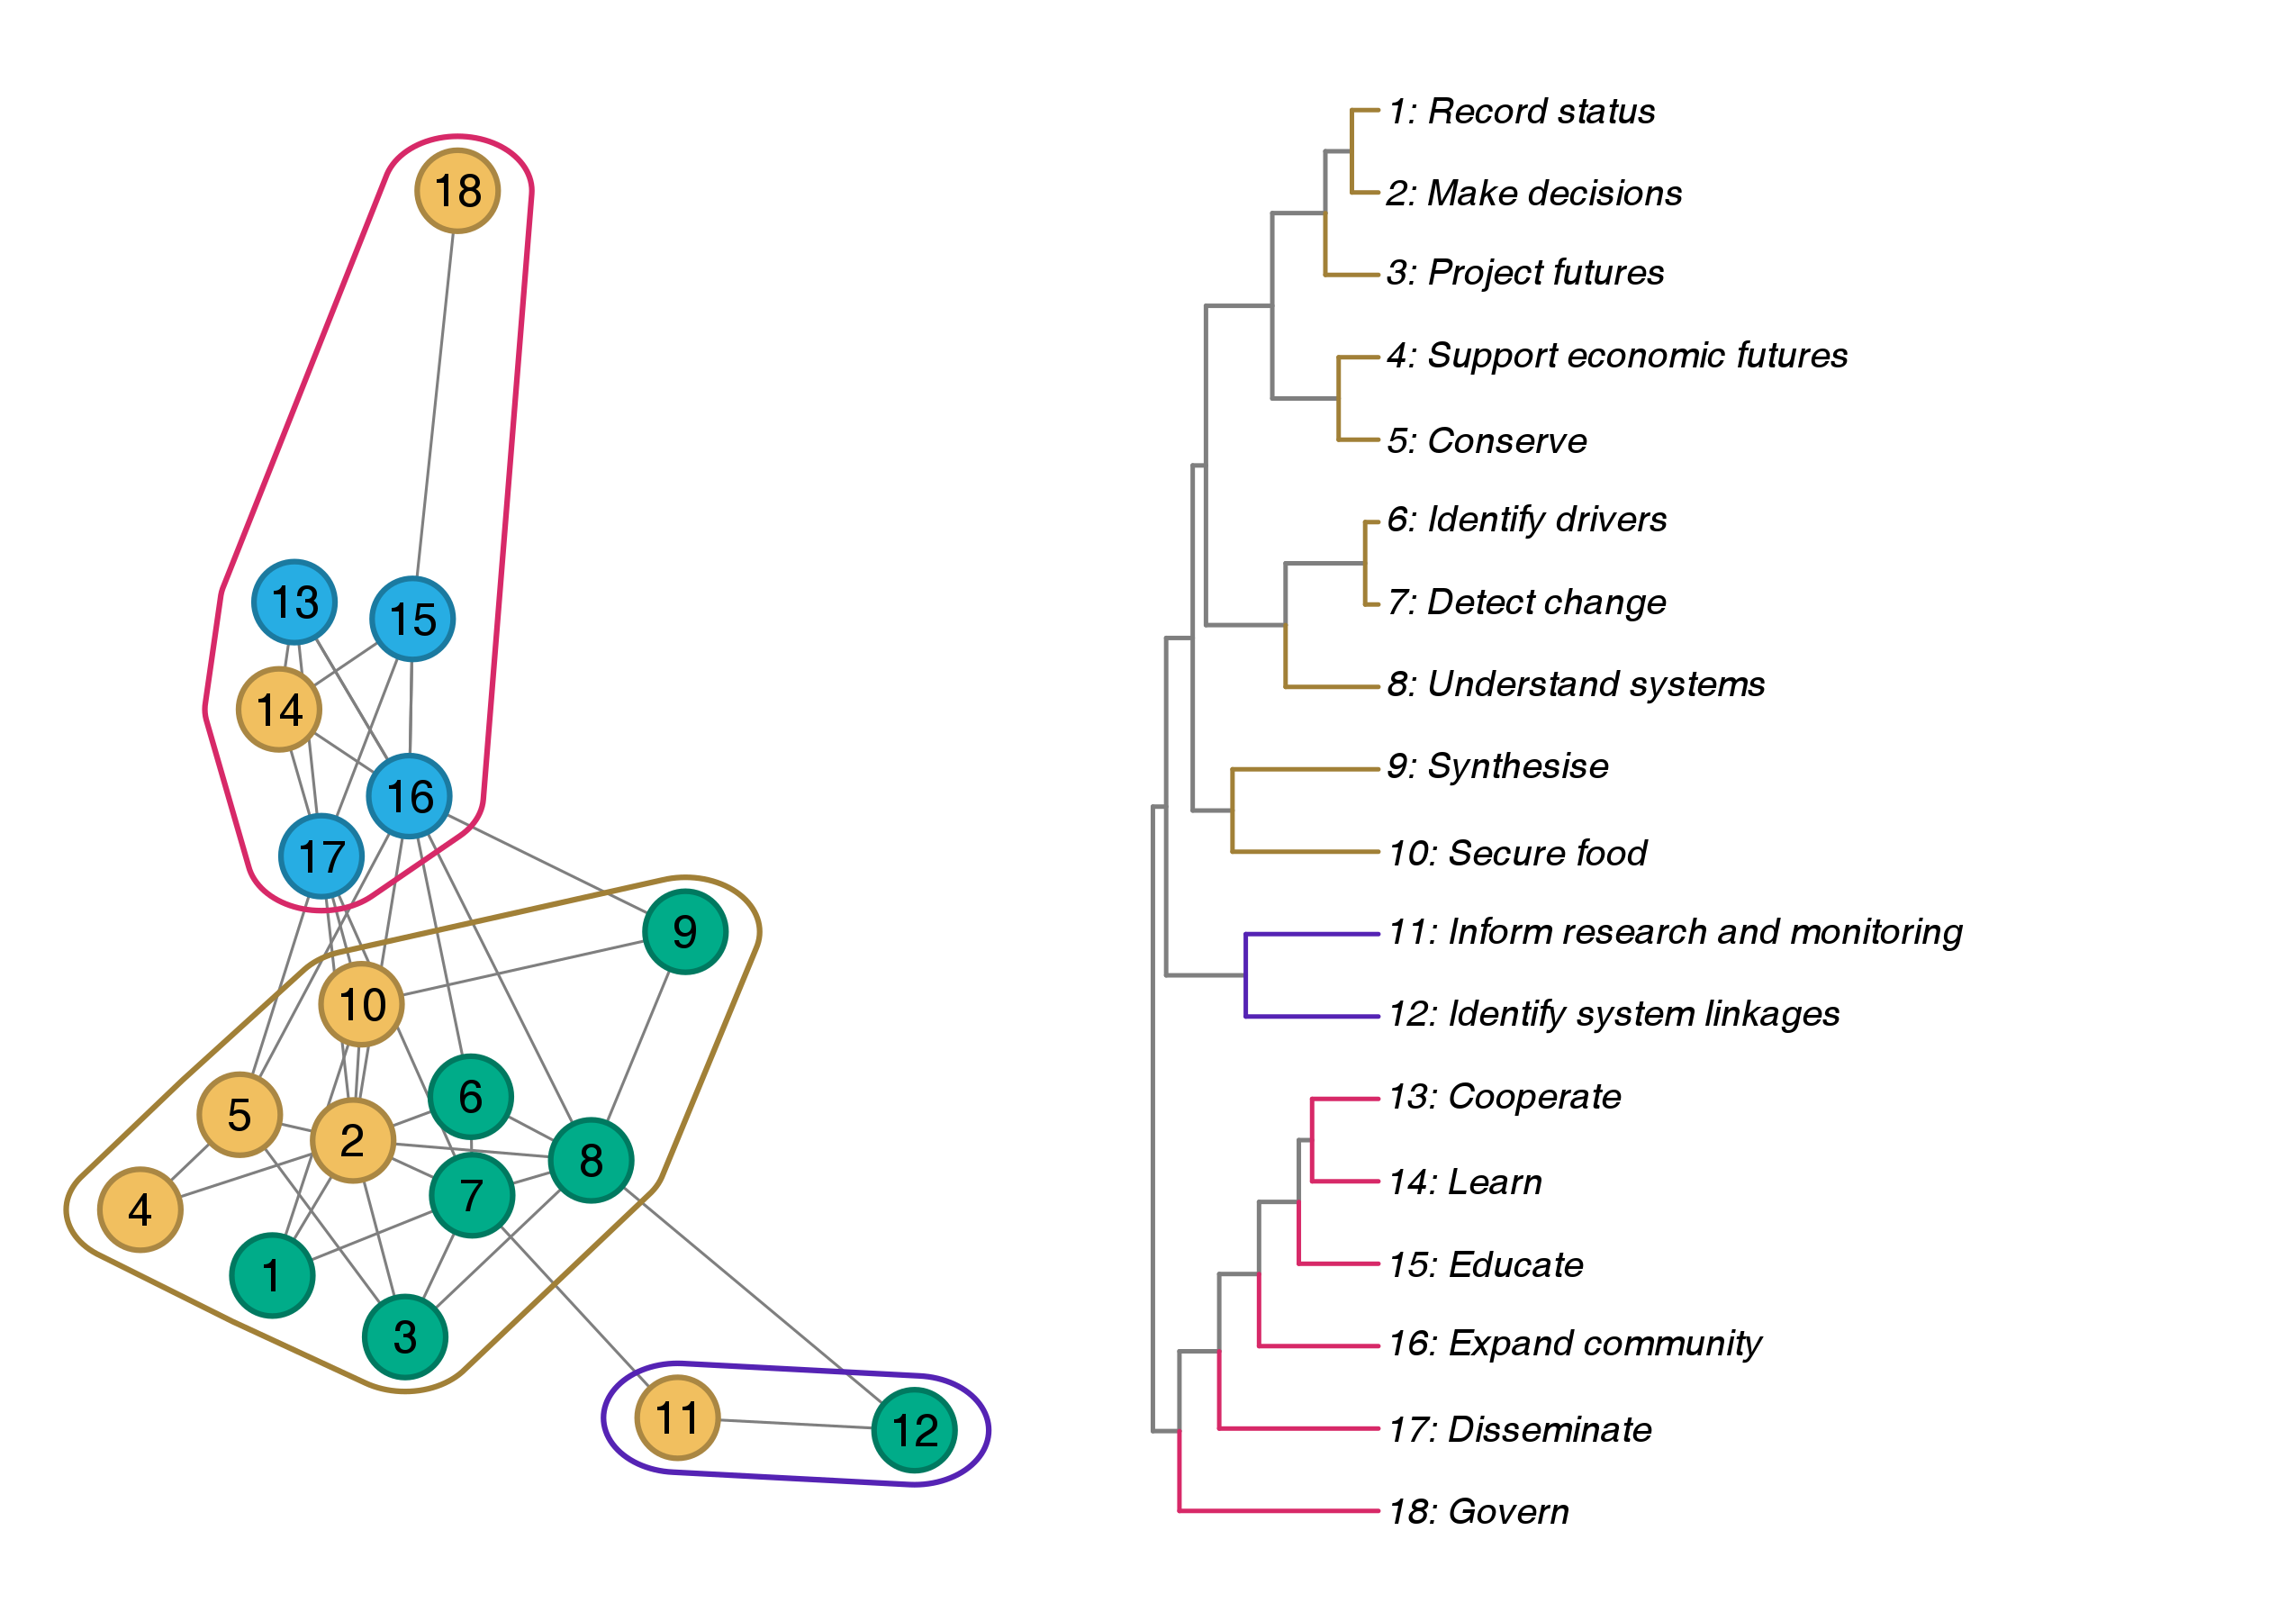 18
13
15
14
16
17
9
10
6
5
2
8
7
4
1
3
11
12
1: Record status
2: Make decisions
3: Project futures
4: Support economic futures
5: Conserve
6: Identify drivers
7: Detect change
8: Understand systems
9: Synthesise
10: Secure food
11: Inform research and monitoring
12: Identify system linkages
13: Cooperate
14: Learn
15: Educate
16: Expand community
17: Disseminate
18: Govern